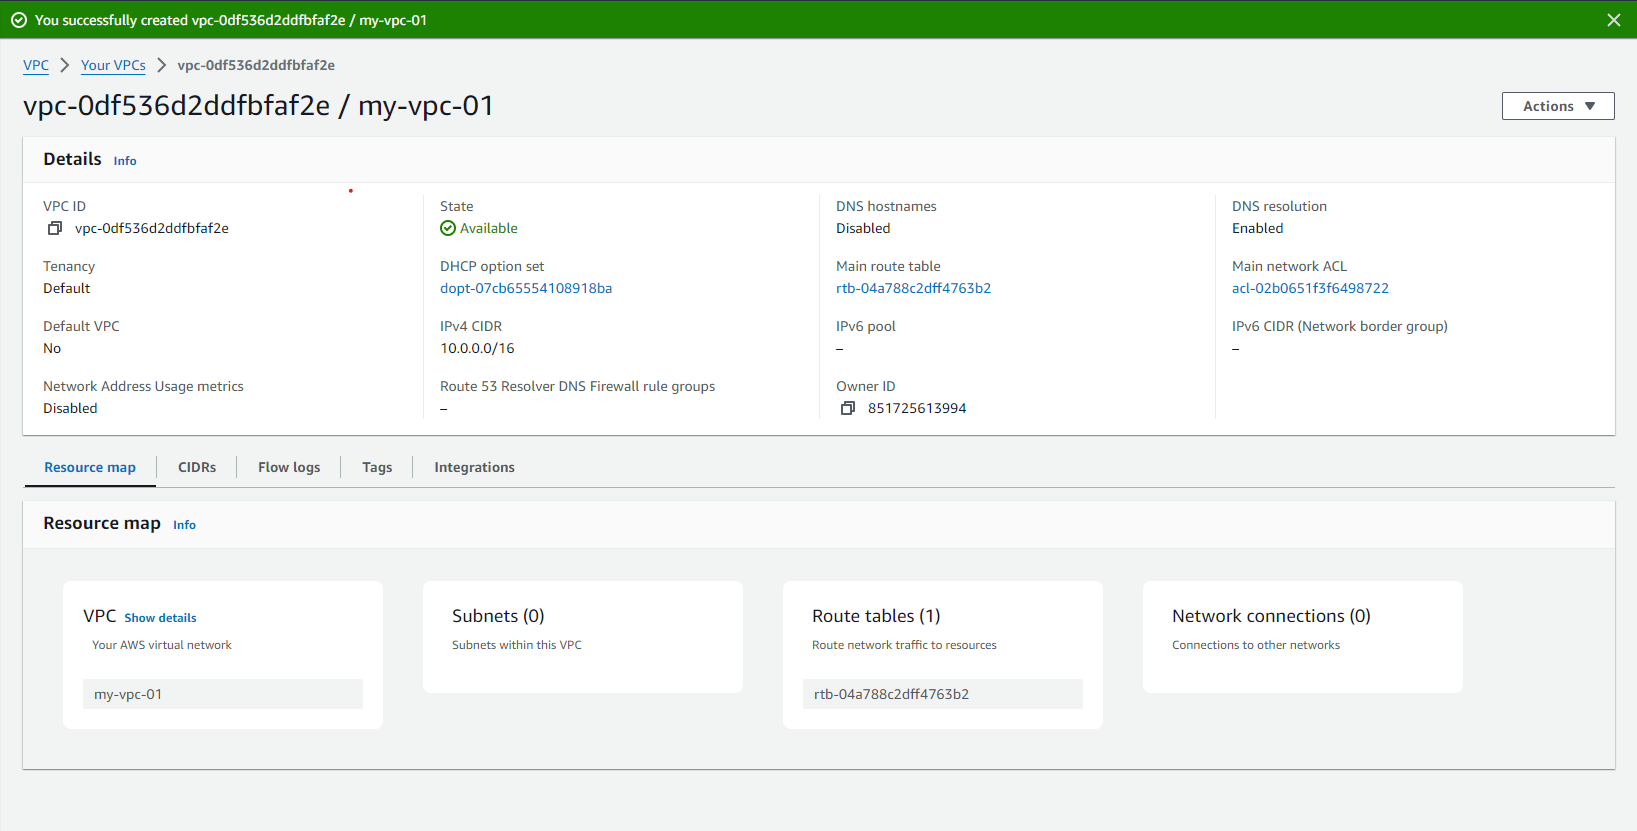 You successfully created vpc-0df536d2ddfbfaf2e / my-vpc-01
VPC > Your VPCs > vpc-0df536d2ddfbfaf2e
vpc-0df536d2ddfbfaf2e / my-vpc-01
Actions
Details Info
VPC ID
vpc-0df536d2ddfbfaf2e
State
Available
DNS hostnames
Disabled
DNS resolution
Enabled
Tenancy
Default
DHCP option set
dopt-07cb65554108918ba
Main route table
rtb-04a788c2dff4763b2
Main network ACL
acl-02b0651f3f6498722
Default VPC
No
IPv4 CIDR
10.0.0.0/16
IPv6 pool
–
IPv6 CIDR (Network border group)
–
Network Address Usage metrics
Disabled
Route 53 Resolver DNS Firewall rule groups
–
Owner ID
851725613994
Resource map CIDRs Flow logs Tags Integrations
Resource map Info
VPC Show details
Your AWS virtual network
my-vpc-01
Subnets (0)
Subnets within this VPC
Route tables (1)
Route network traffic to resources
rtb-04a788c2dff4763b2
Network connections (0)
Connections to other networks